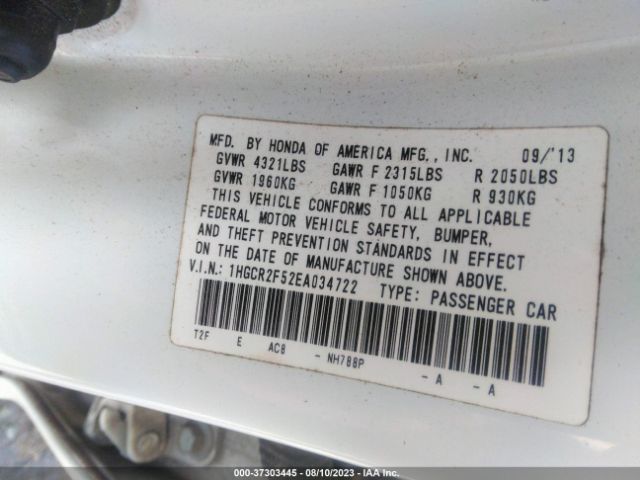 MFD. BY HONDA OF AMERICA MFG., INC. 09/'13
GVWR 4321LBS GAWR F 2315LBS R 2050LBS
GVWR 1960KG GAWR F 1050KG R 930KG
THIS VEHICLE CONFORMS TO ALL APPLICABLE
FEDERAL MOTOR VEHICLE SAFETY, BUMPER,
AND THEFT PREVENTION STANDARDS IN EFFECT
ON THE DATE OF MANUFACTURE SHOWN ABOVE.
V.I.N.: 1HGCR2F52EA034722 TYPE: PASSENGER CAR
T2F E AC8 - NH788P - A - A
000-37303445 - 08/10/2023 - IAAI.com